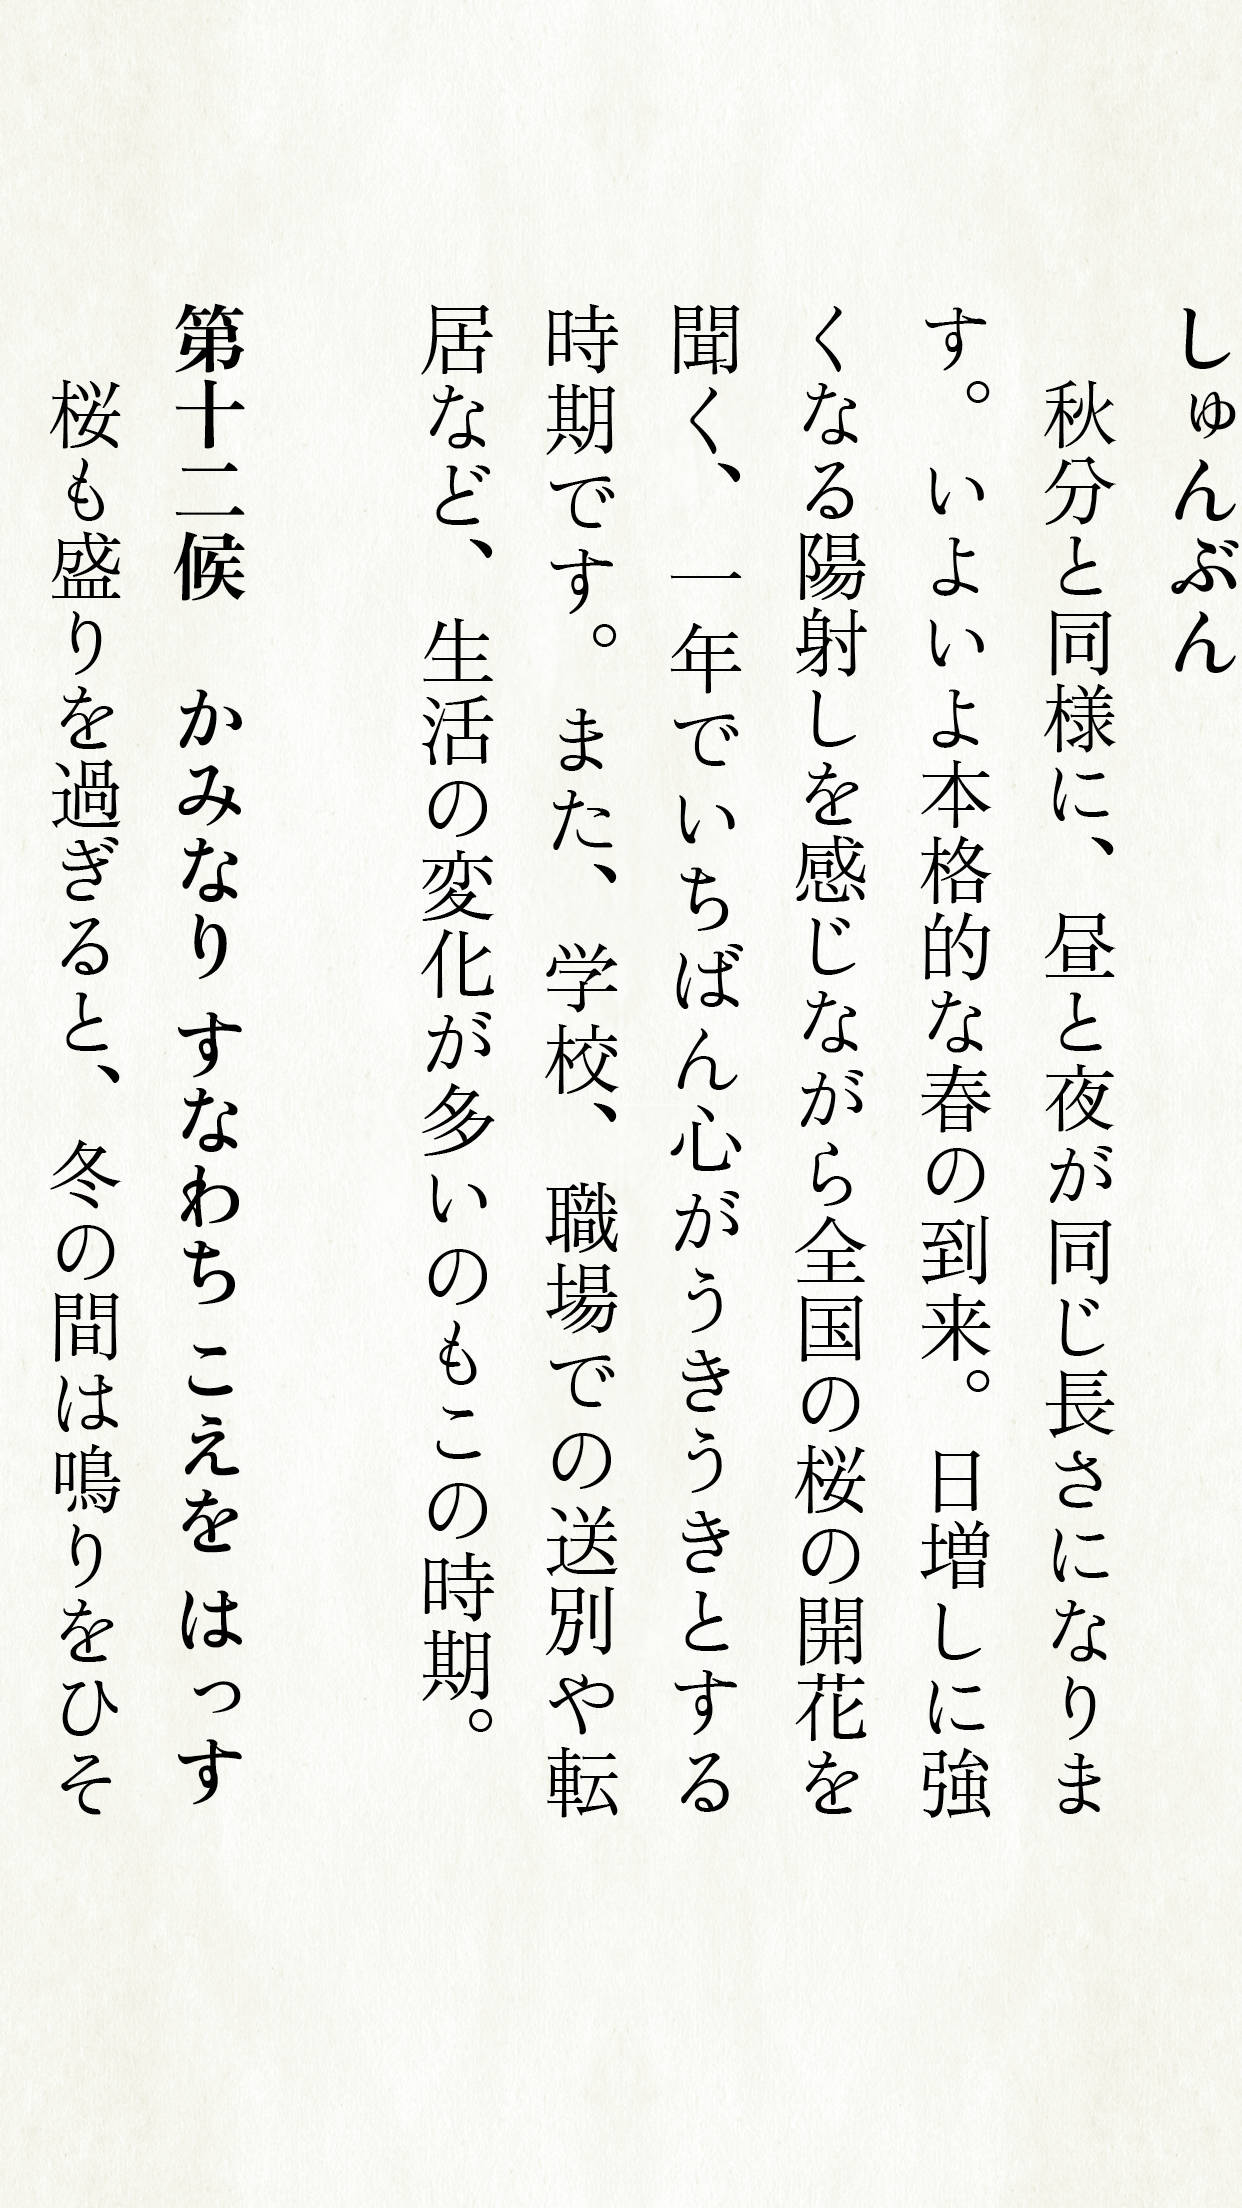 しゅんぶん
秋分と同様に、昼と夜が同じ長さになりま
す。いよいよ本格的な春の到来。日増しに強
くなる陽射しを感じながら全国の桜の開花を
聞く、一年でいちばん心がうきうきとする
時期です。また、学校、職場での送別や転
居など、生活の変化が多いのもこの時期。
第十二候　かみなり すなわち こえを はっす
桜も盛りを過ぎると、冬の間は鳴りをひそ